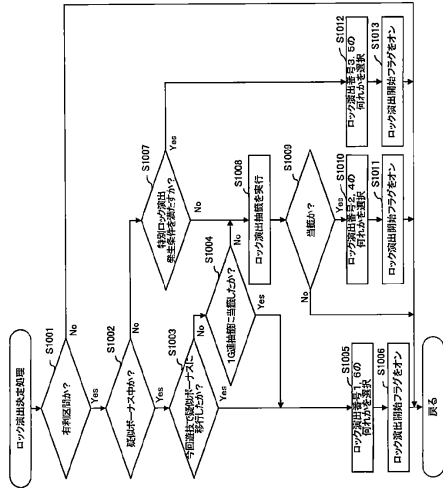 ロック演出決定処理
S1001
有利区間か?
No
Yes
S1002
疑似ボーナス中か?
No
Yes
S1003
今回遊技で疑似ボーナスに
移行したか?
No
Yes
S1004
1G連抽籤に当籤したか?
No
Yes
S1005
ロック演出番号1, 6の
何れかを選択
S1006
ロック演出開始フラグをオン
S1007
特別ロック演出
発生条件を満たすか?
Yes
No
S1008
ロック演出抽籤を実行
S1009
当籤か?
No
Yes
S1010
ロック演出番号2, 4の
何れかを選択
S1011
ロック演出開始フラグをオン
S1012
ロック演出番号3, 5の
何れかを選択
S1013
ロック演出開始フラグをオン
戻る